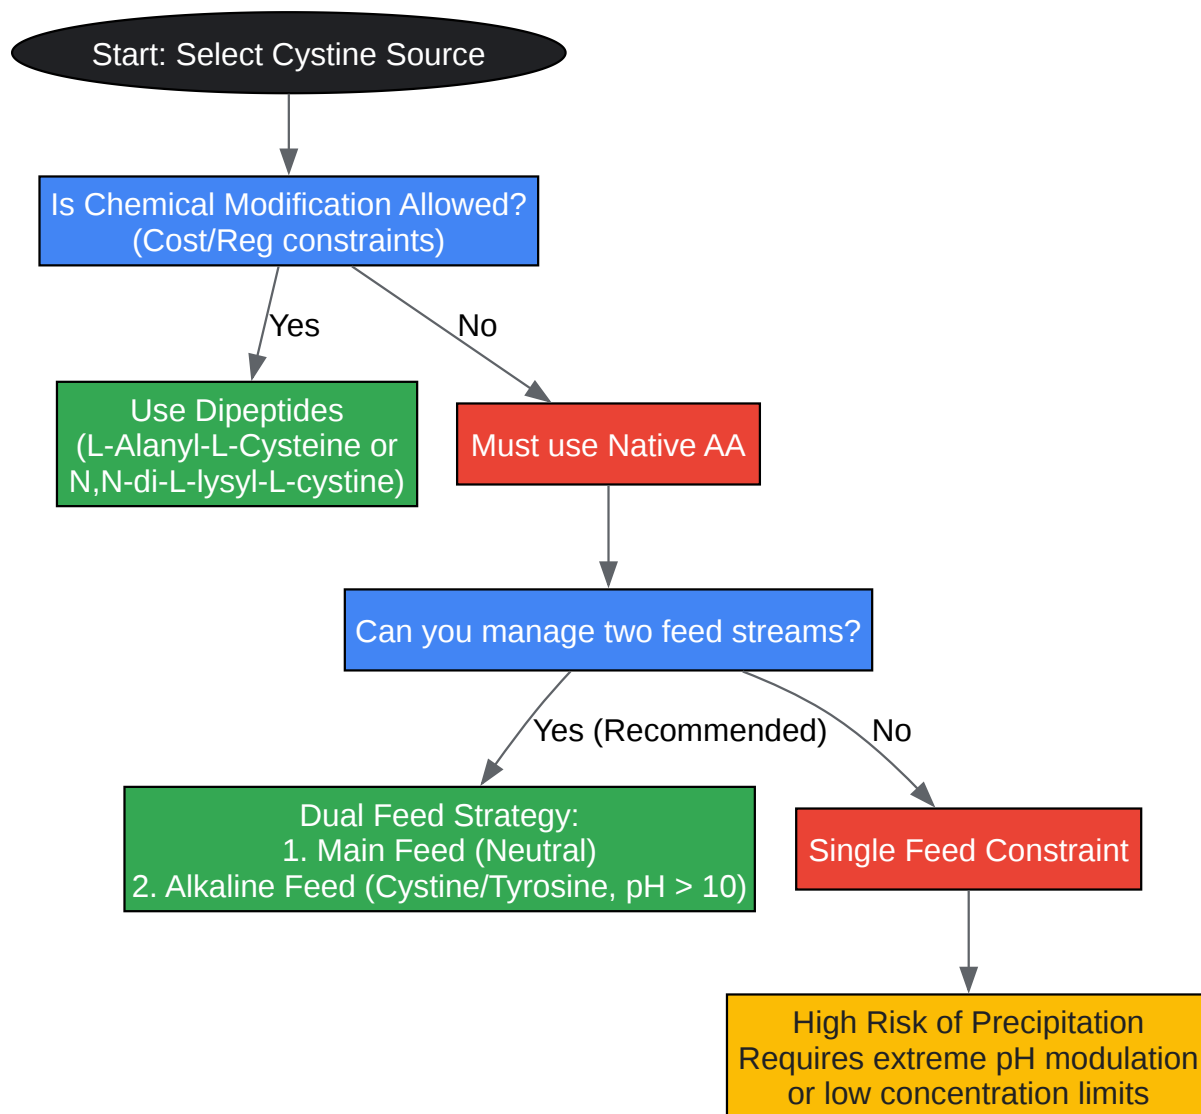 Start: Select Cystine Source
Is Chemical Modification Allowed?
(Cost/Reg constraints)
Yes
No
Use Dipeptides
(L-Alanyl-L-Cysteine or
N,N-di-L-lysyl-L-cystine)
Must use Native AA
Can you manage two feed streams?
Yes (Recommended)
No
Dual Feed Strategy:
1. Main Feed (Neutral)
2. Alkaline Feed (Cystine/Tyrosine, pH > 10)
Single Feed Constraint
High Risk of Precipitation
Requires extreme pH modulation
or low concentration limits